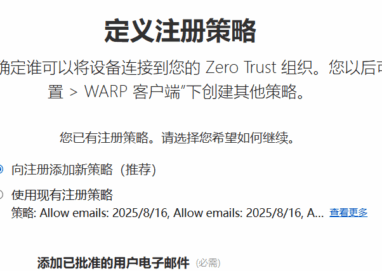 定义注册策略
确定谁可以将设备连接到您的 Zero Trust 组织。您以后可
置 > WARP 客户端”下创建其他策略。
您已有注册策略。请选择您希望如何继续。
向注册添加新策略（推荐）
使用现有注册策略
策略: Allow emails: 2025/8/16, Allow emails: 2025/8/16, A... 查看更多
添加已批准的用户电子邮件 (必需)